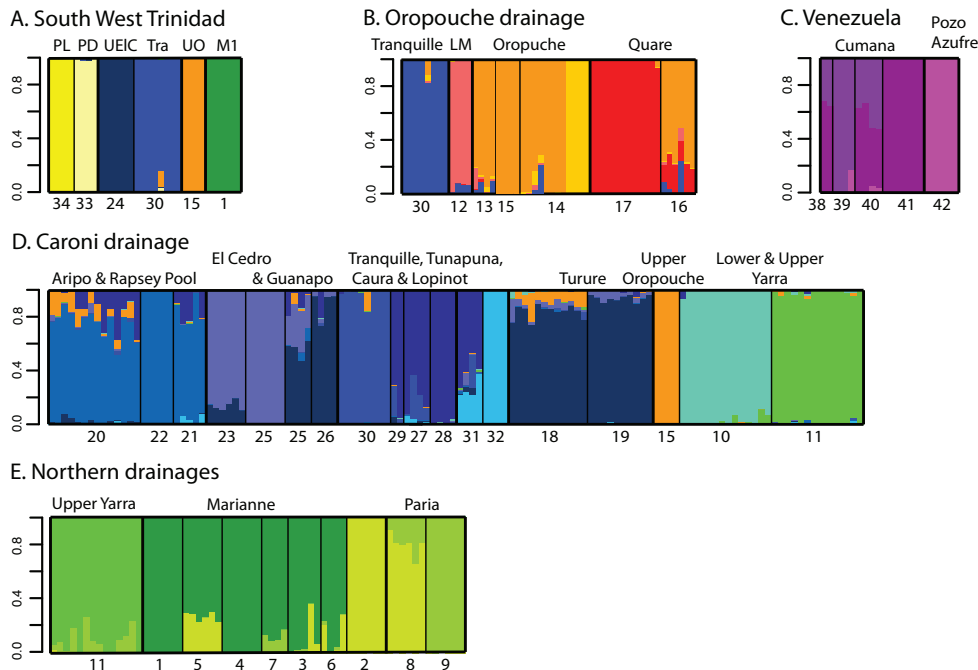 A. South West Trinidad
PL PD UEIC Tra UO M1
0.0 0.4 0.8
34 33 24 30 15 1
B. Oropouche drainage
Tranquille LM Oropuche Quare
0.0 0.4 0.8
30 12 13 15 14 17 16
C. Venezuela
Pozo
Cumana Azufre
0.0 0.4 0.8
38 39 40 41 42
D. Caroni drainage
El Cedro Tranquille, Tunapuna, Upper Lower & Upper
Aripo & Rapsey Pool & Guanapo Caura & Lopinot Turure Oropouche Yarra
0.0 0.4 0.8
20 22 21 23 25 25 26 30 29 27 28 31 32 18 19 15 10 11
E. Northern drainages
Upper Yarra Marianne Paria
0.0 0.4 0.8
11 1 5 4 7 3 6 2 8 9